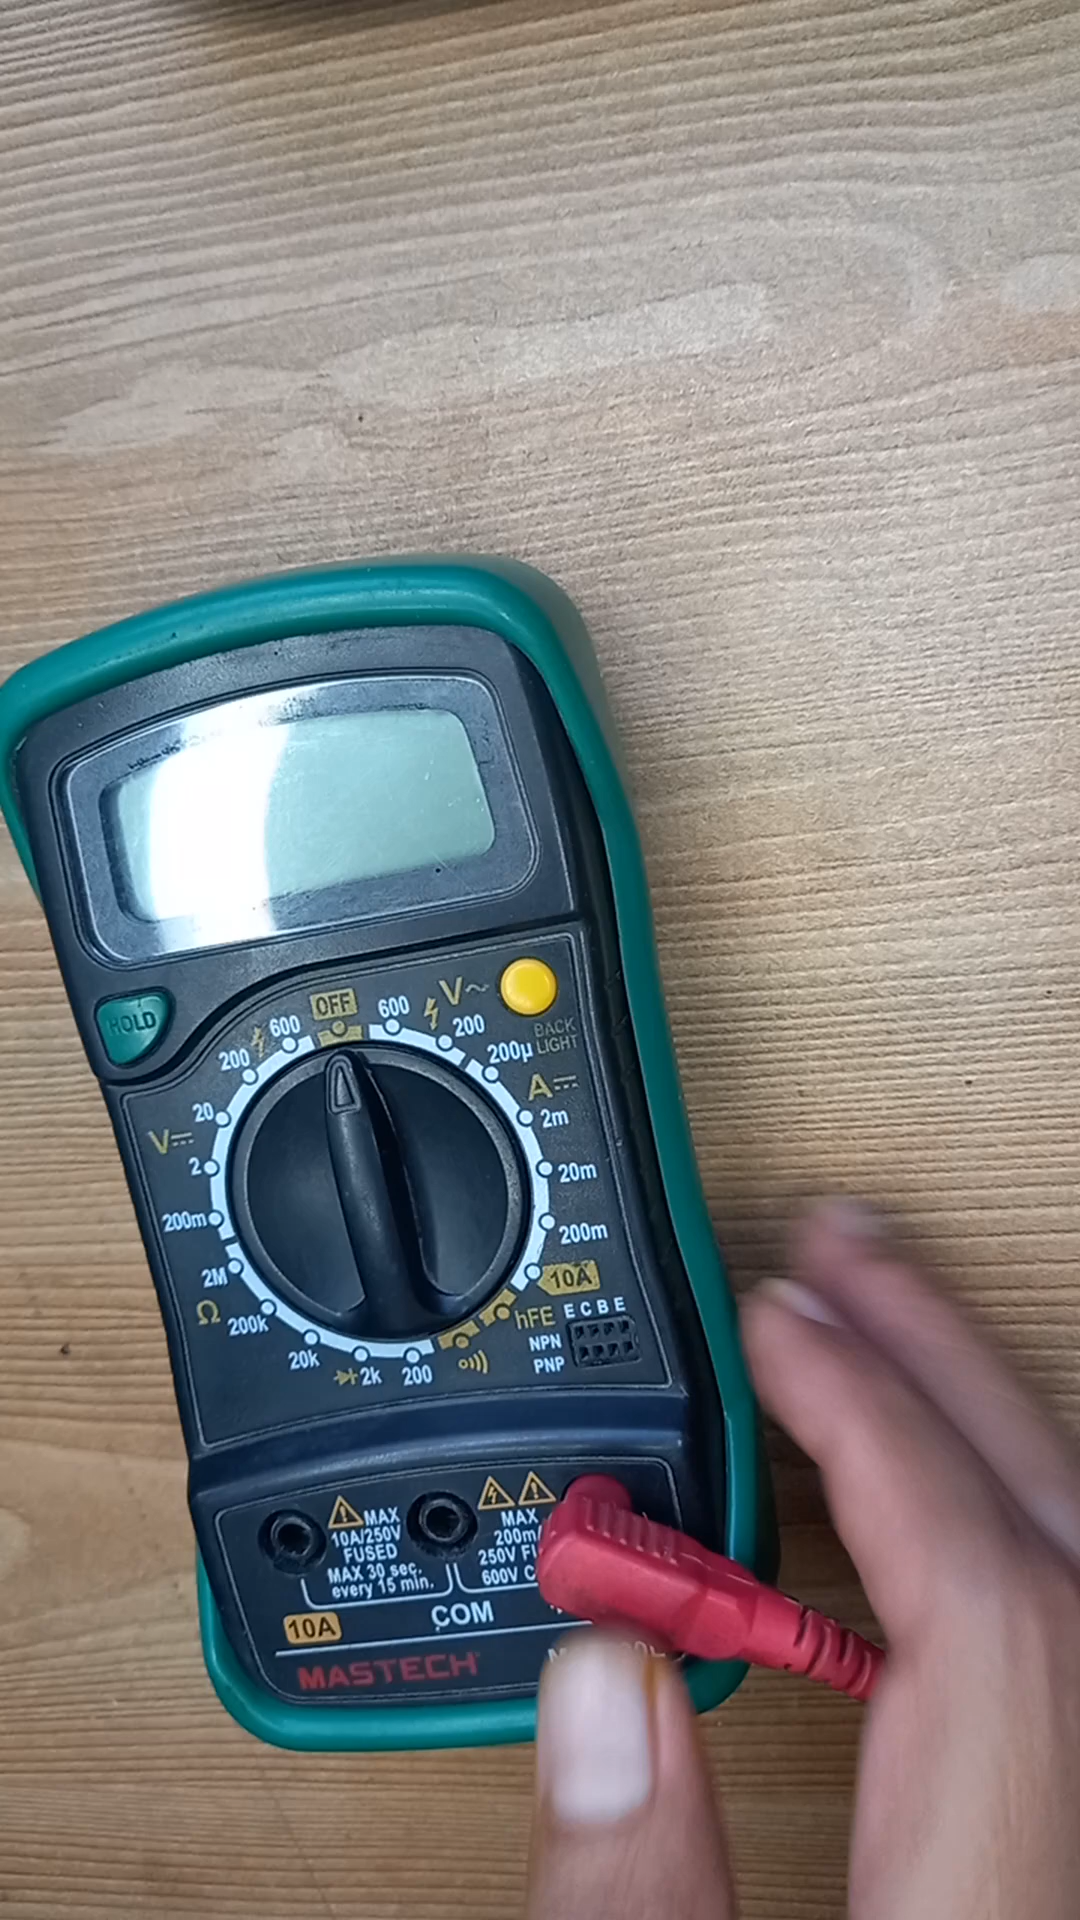 HOLD
OFF
600
V~
200
BACK
LIGHT
200µ
A
2m
20m
200m
10A
hFE
E C B E
NPN
PNP
200
2k
20k
200k
2M
Ω
200m
2
V
20
200
600
MAX
10A/250V
FUSED
MAX 30 sec.
every 15 min.
MAX
200m
250V
600V
10A
COM
MASTECH